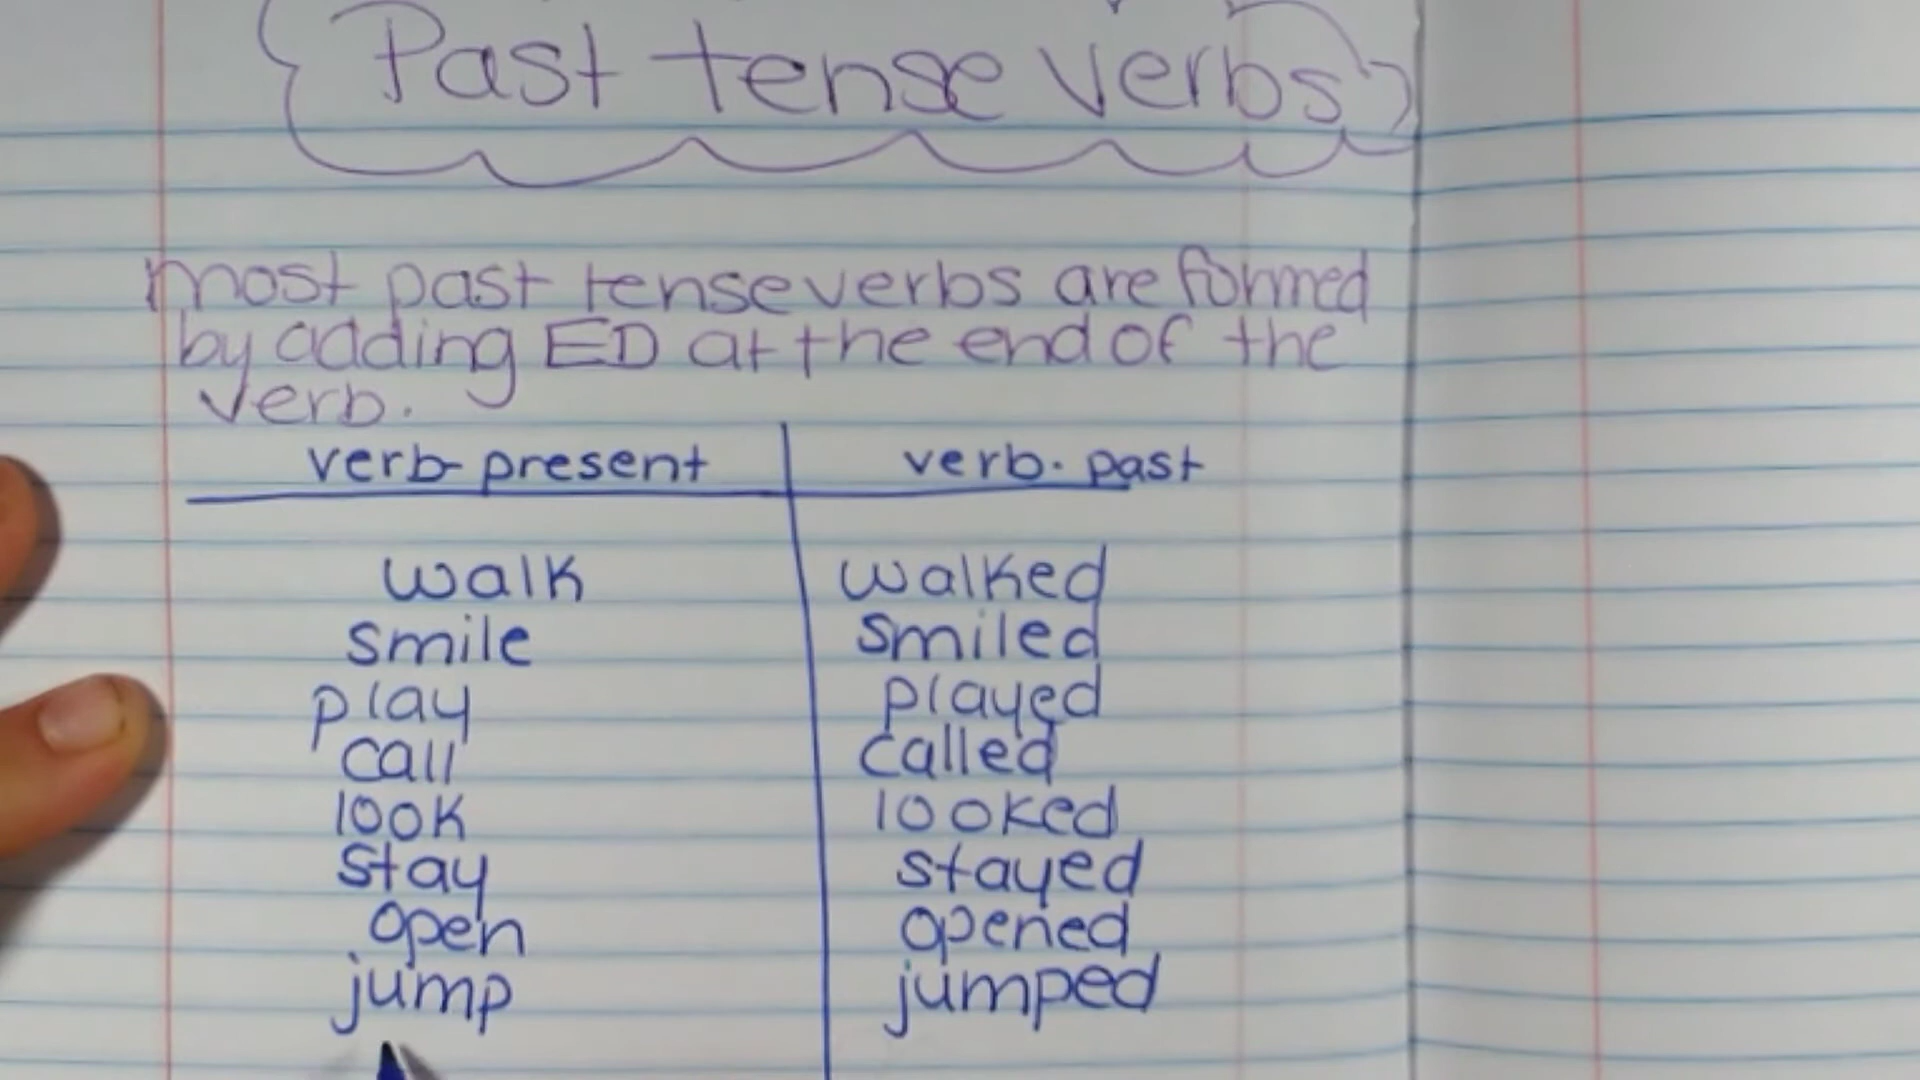 Past tense verbs
most past tense verbs are formed
by adding ED at the end of the
verb.
verb-present verb. past
walk walked
smile smiled
play played
call called
look looked
stay stayed
open opened
jump jumped